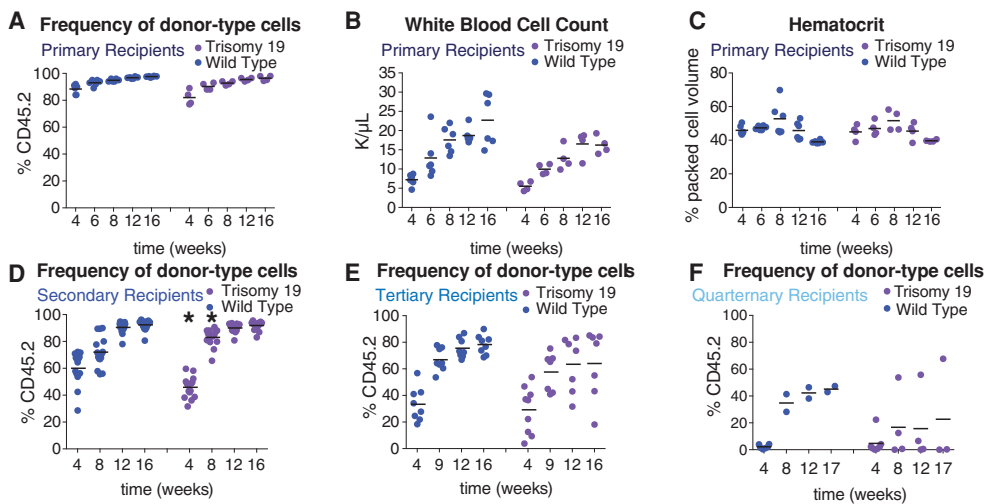 A Frequency of donor-type cells
Primary Recipients
Trisomy 19
Wild Type
% CD45.2
100
80
60
40
20
0
4 6 8 12 16 4 6 8 12 16
time (weeks)
B White Blood Cell Count
Primary Recipients
Trisomy 19
Wild Type
K/µL
35
30
25
20
15
10
5
0
4 6 8 12 16 4 6 8 12 16
time (weeks)
C Hematocrit
Primary Recipients
Trisomy 19
Wild Type
% packed cell volume
80
60
40
20
0
4 6 8 12 16 4 6 8 12 16
time (weeks)
D Frequency of donor-type cells
Secondary Recipients
Trisomy 19
Wild Type
% CD45.2
100
80
60
40
20
0
* *
4 8 12 16 4 8 12 16
time (weeks)
E Frequency of donor-type cells
Tertiary Recipients
Trisomy 19
Wild Type
% CD45.2
100
80
60
40
20
0
4 9 12 16 4 9 12 16
time (weeks)
F Frequency of donor-type cells
Quarternary Recipients
Trisomy 19
Wild Type
% CD45.2
100
80
60
40
20
0
4 8 12 17 4 8 12 17
time (weeks)